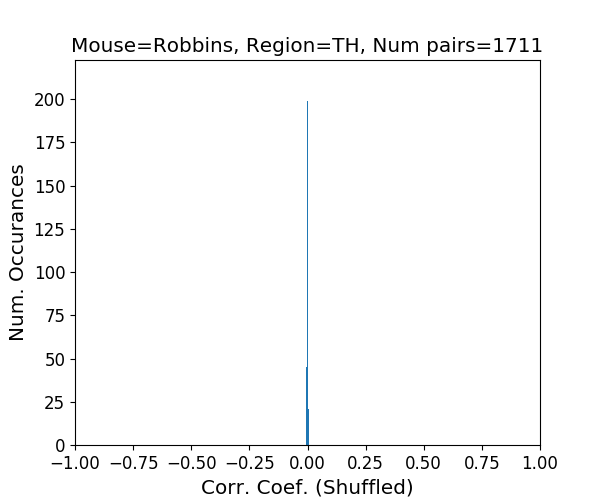 Mouse=Robbins, Region=TH, Num pairs=1711
200
175
150
125
100
75
50
25
0
Num. Occurances
−1.00 −0.75 −0.50 −0.25 0.00 0.25 0.50 0.75 1.00
Corr. Coef. (Shuffled)